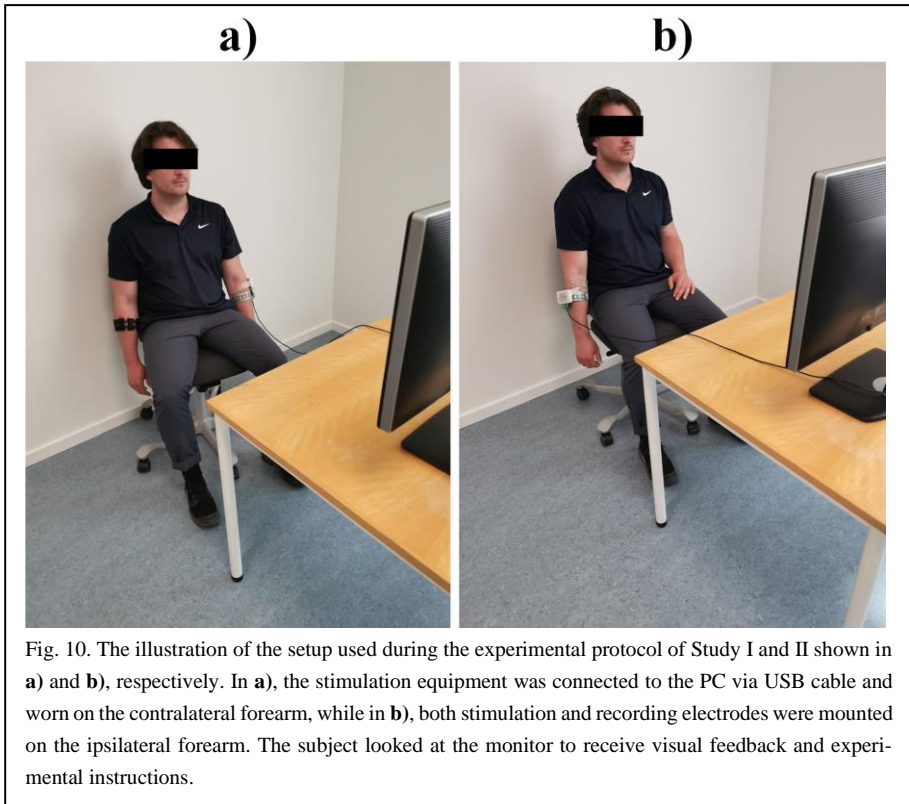 a) b)
Fig. 10. The illustration of the setup used during the experimental protocol of Study I and II shown in
a) and b), respectively. In a), the stimulation equipment was connected to the PC via USB cable and
worn on the contralateral forearm, while in b), both stimulation and recording electrodes were mounted
on the ipsilateral forearm. The subject looked at the monitor to receive visual feedback and experi-
mental instructions.